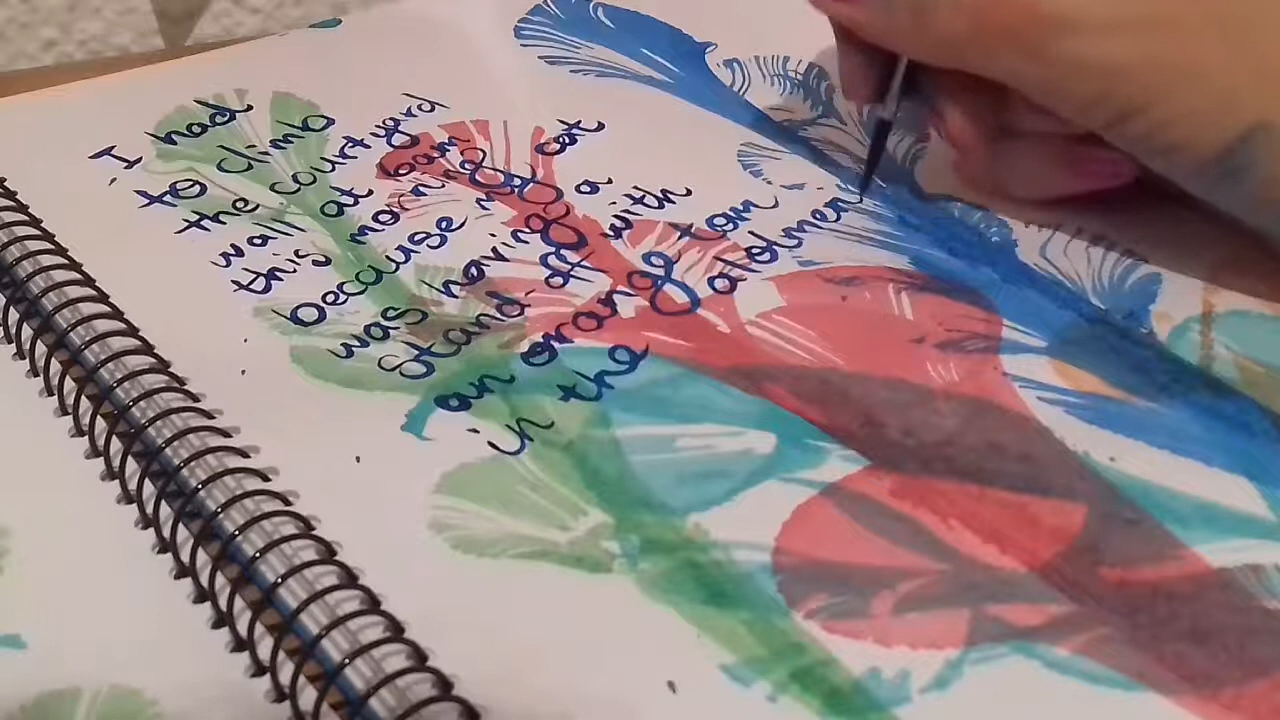 I had
to climb
the courtyard
wall at 6am
this morning
because my cat
was having a
stand-off with
an orange tom
in the alotmen